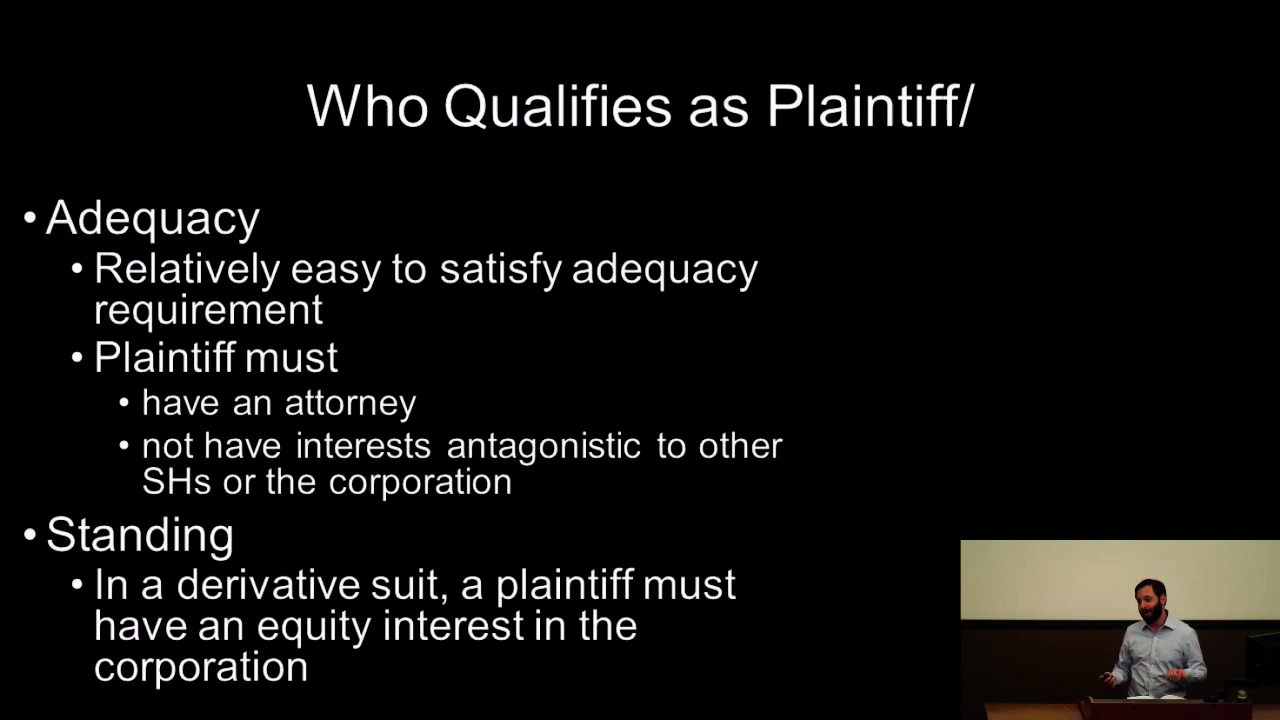 Who Qualifies as Plaintiff/
• Adequacy
• Relatively easy to satisfy adequacy
requirement
• Plaintiff must
• have an attorney
• not have interests antagonistic to other
SHs or the corporation
• Standing
• In a derivative suit, a plaintiff must
have an equity interest in the
corporation